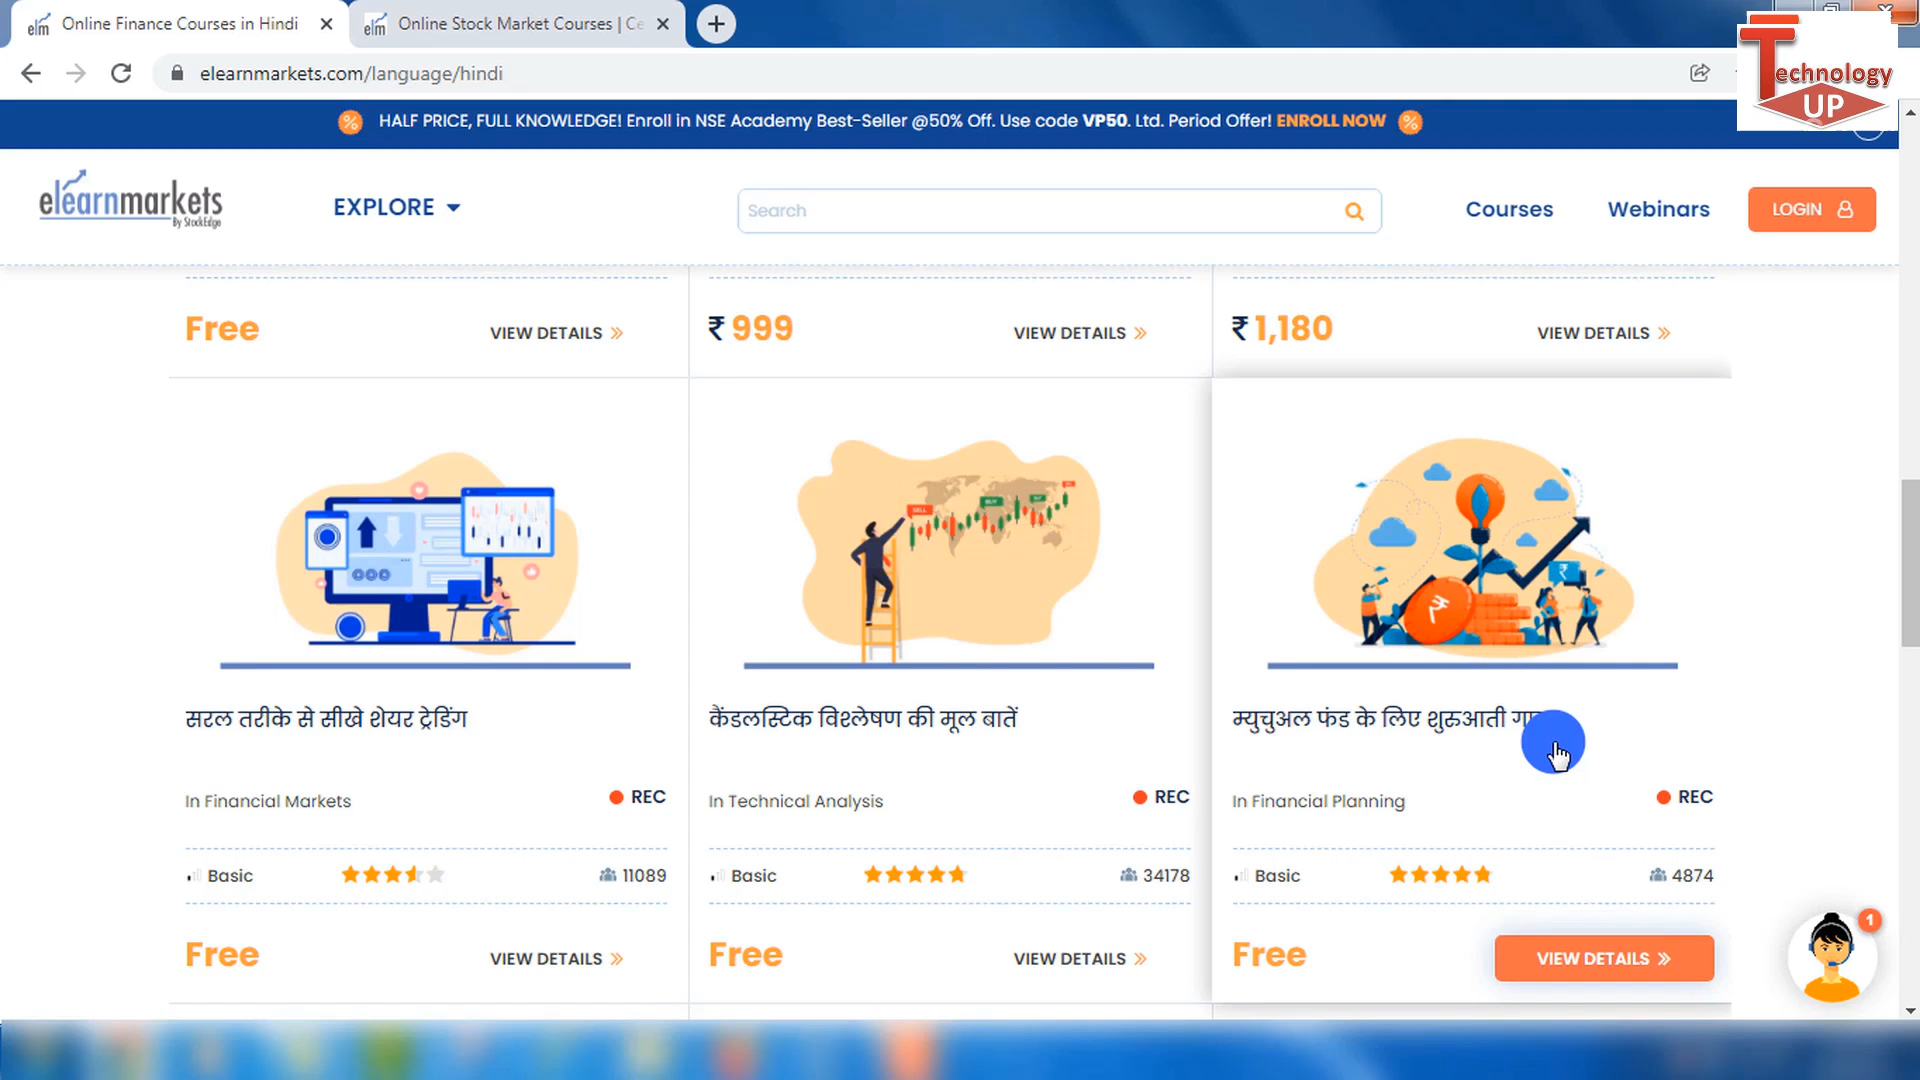 Online Finance Courses in Hindi
Online Stock Market Courses | Ce
elearnmarkets.com/language/hindi
Technology
UP
HALF PRICE, FULL KNOWLEDGE! Enroll in NSE Academy Best-Seller @50% Off. Use code VP50. Ltd. Period Offer! ENROLL NOW
elearnmarkets
By StockEdge
EXPLORE
Search
Courses
Webinars
LOGIN
Free VIEW DETAILS
₹ 999 VIEW DETAILS
₹ 1,180 VIEW DETAILS
सरल तरीके से सीखे शेयर ट्रेडिंग
In Financial Markets
REC
Basic
11089
Free VIEW DETAILS
SELL
BUY
कैंडलस्टिक विश्लेषण की मूल बातें
In Technical Analysis
REC
Basic
34178
Free VIEW DETAILS
म्युचुअल फंड के लिए शुरुआती
In Financial Planning
REC
Basic
4874
Free VIEW DETAILS
1